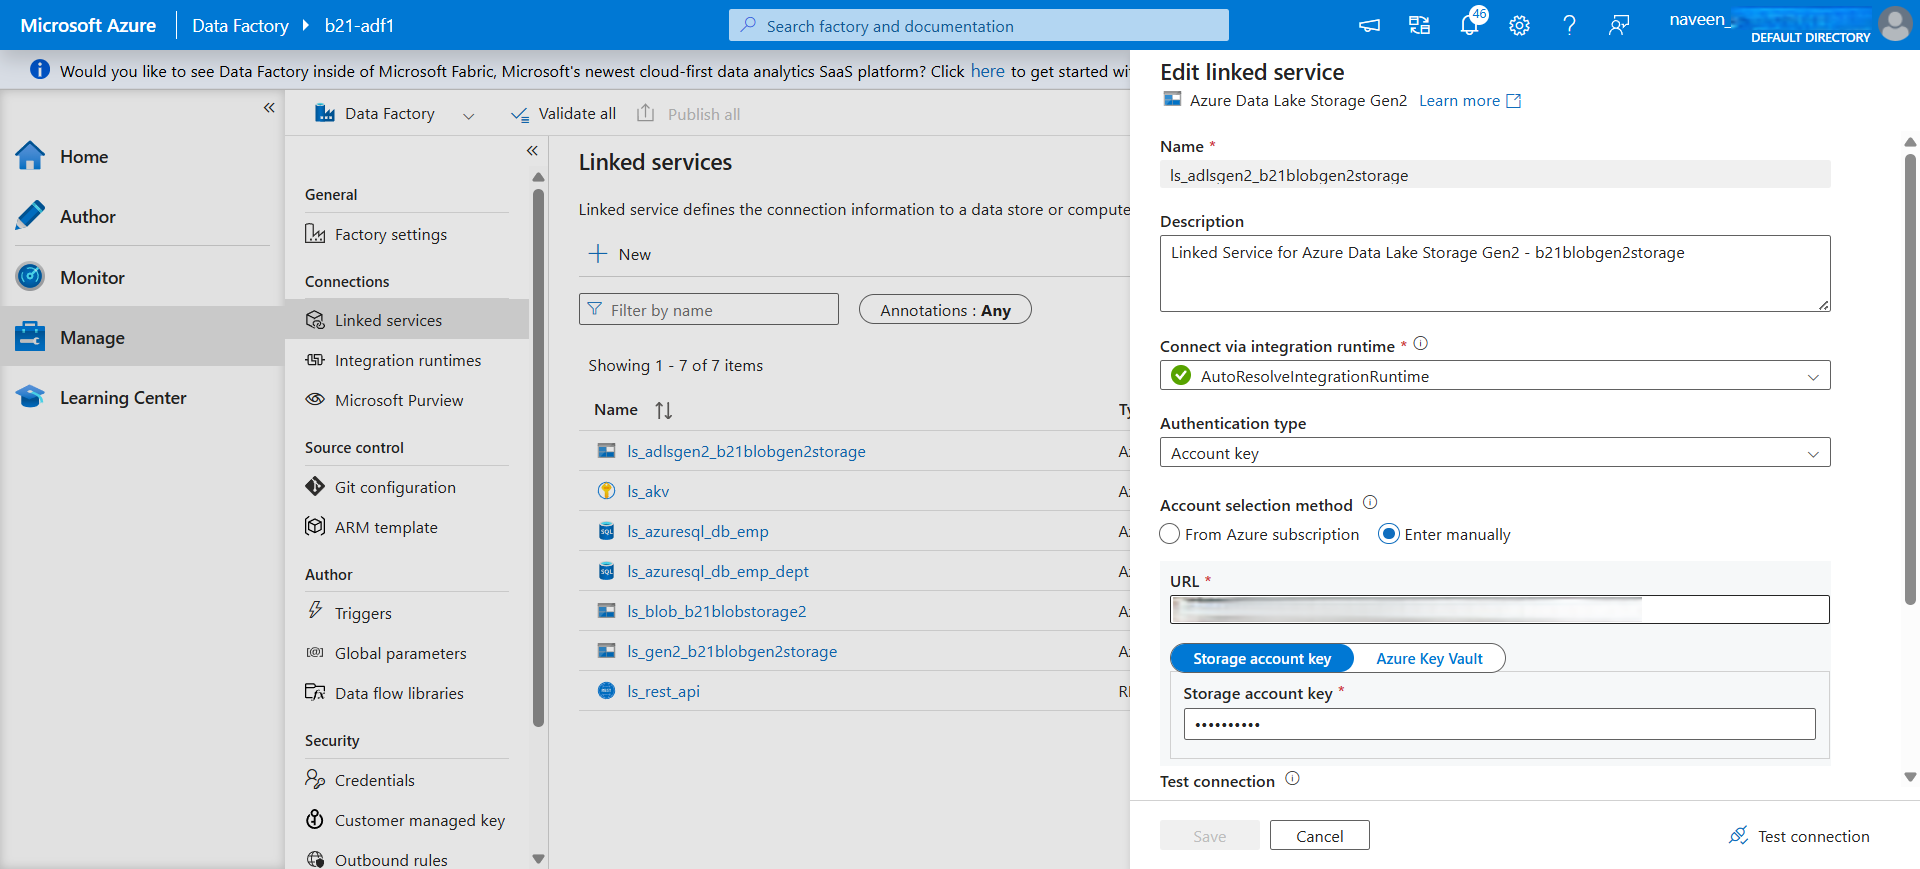 Microsoft Azure
Data Factory
b21-adf1
Search factory and documentation
46
naveen_
DEFAULT DIRECTORY
Would you like to see Data Factory inside of Microsoft Fabric, Microsoft's newest cloud-first data analytics SaaS platform? Click here to get started
Home
Author
Monitor
Manage
Learning Center
Data Factory
Validate all
Publish all
General
Factory settings
Connections
Linked services
Integration runtimes
Microsoft Purview
Source control
Git configuration
ARM template
Author
Triggers
Global parameters
Data flow libraries
Security
Credentials
Customer managed key
Outbound rules
Linked services
Linked service defines the connection information to a data store or compute
New
Filter by name
Annotations : Any
Showing 1 - 7 of 7 items
Name
ls_adlsgen2_b21blobgen2storage
ls_akv
ls_azuresql_db_emp
ls_azuresql_db_emp_dept
ls_blob_b21blobstorage2
ls_gen2_b21blobgen2storage
ls_rest_api
Edit linked service
Azure Data Lake Storage Gen2 Learn more
Name *
ls_adlsgen2_b21blobgen2storage
Description
Linked Service for Azure Data Lake Storage Gen2 - b21blobgen2storage
Connect via integration runtime *
AutoResolveIntegrationRuntime
Authentication type
Account key
Account selection method
From Azure subscription
Enter manually
URL *
Storage account key
Azure Key Vault
Storage account key *
••••••••••
Test connection
Save
Cancel
Test connection